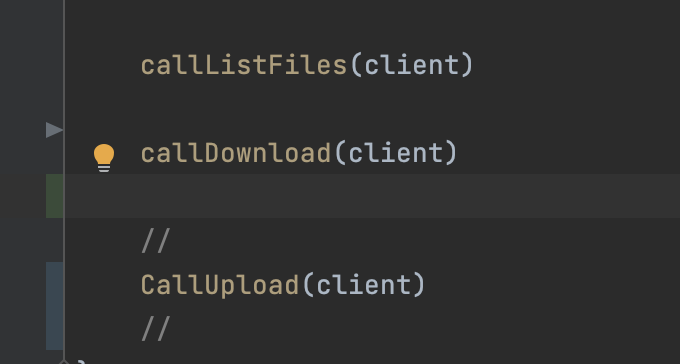 callListFiles(client)
callDownload(client)
//
CallUpload(client)
//
}